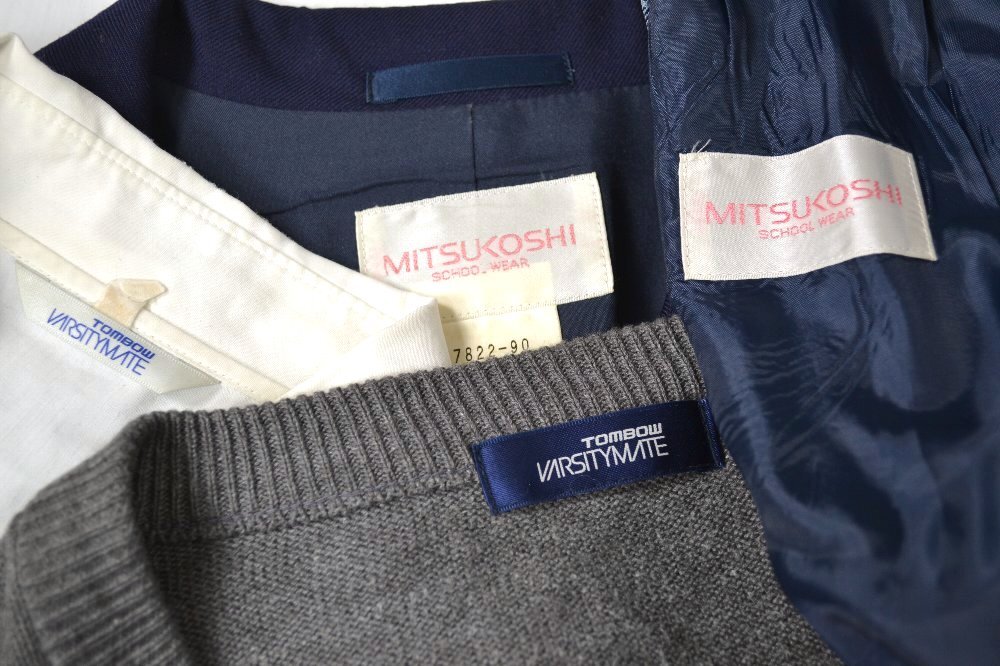 MITSUKOSHI
SCHOOL WEAR
MITSUKOSHI
SCHOOL WEAR
TOMBOW
VARSITYMATE
7822-90
TOMBOW
VARSITYMATE